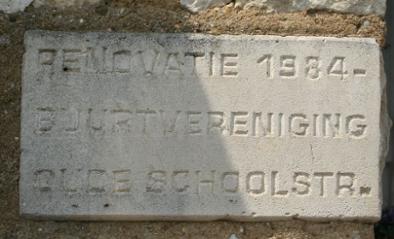 RENOVATIE 1984-
BUURTVERENIGING
OUDE SCHOOLSTR.